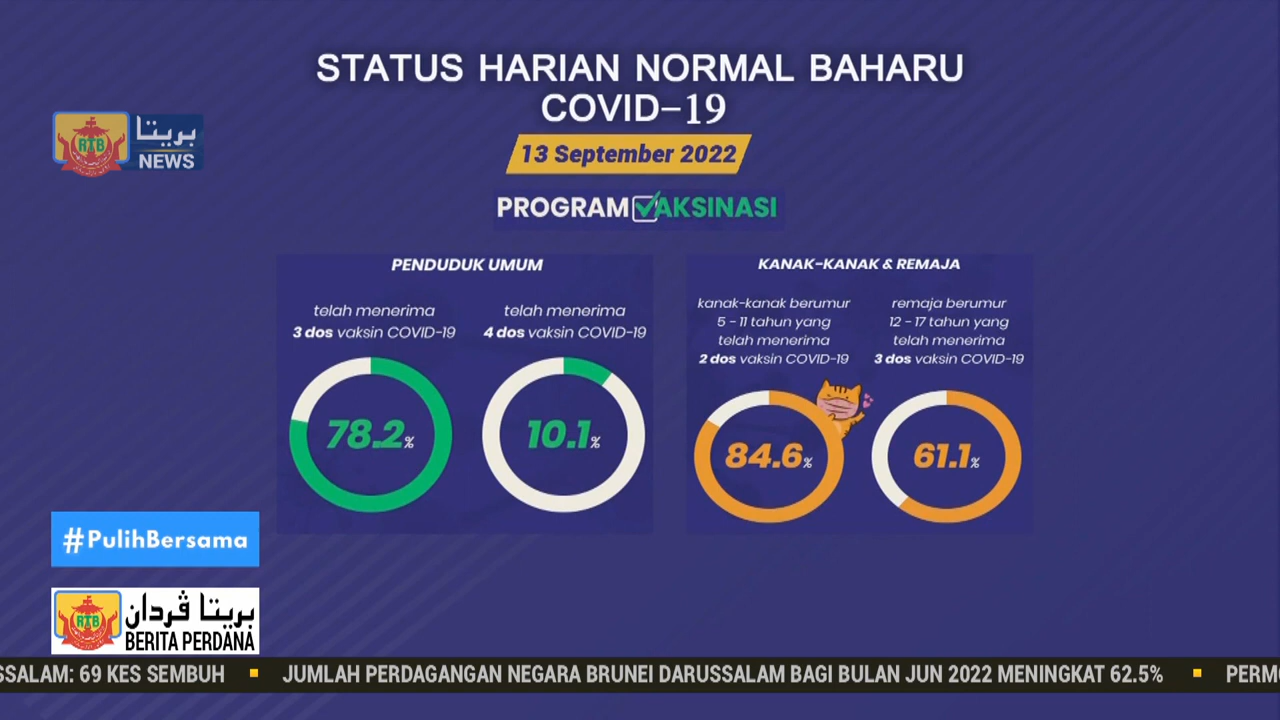 STATUS HARIAN NORMAL BAHARU
COVID-19
13 September 2022
PROGRAM VAKSINASI
RTB
بريتا
NEWS
PENDUDUK UMUM
telah menerima
3 dos vaksin COVID-19
78.2%
telah menerima
4 dos vaksin COVID-19
10.1%
KANAK-KANAK & REMAJA
kanak-kanak berumur
5 - 11 tahun yang
telah menerima
2 dos vaksin COVID-19
84.6%
remaja berumur
12 - 17 tahun yang
telah menerima
3 dos vaksin COVID-19
61.1%
#PulihBersama
RTB
بريتا ڤردان
BERITA PERDANA
SSALAM: 69 KES SEMBUH ▪ JUMLAH PERDAGANGAN NEGARA BRUNEI DARUSSALAM BAGI BULAN JUN 2022 MENINGKAT 62.5% ▪